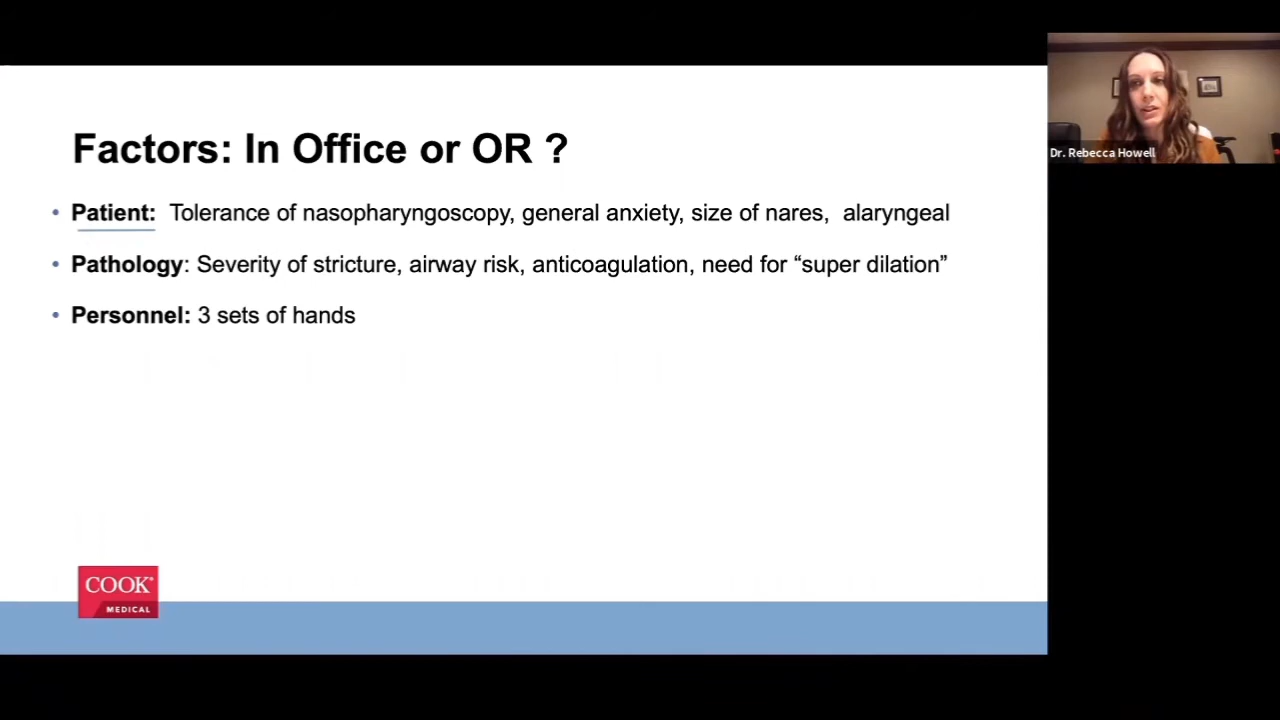 Factors: In Office or OR ?
• Patient: Tolerance of nasopharyngoscopy, general anxiety, size of nares, alaryngeal
• Pathology: Severity of stricture, airway risk, anticoagulation, need for “super dilation”
• Personnel: 3 sets of hands
COOK®
MEDICAL
Dr. Rebecca Howell